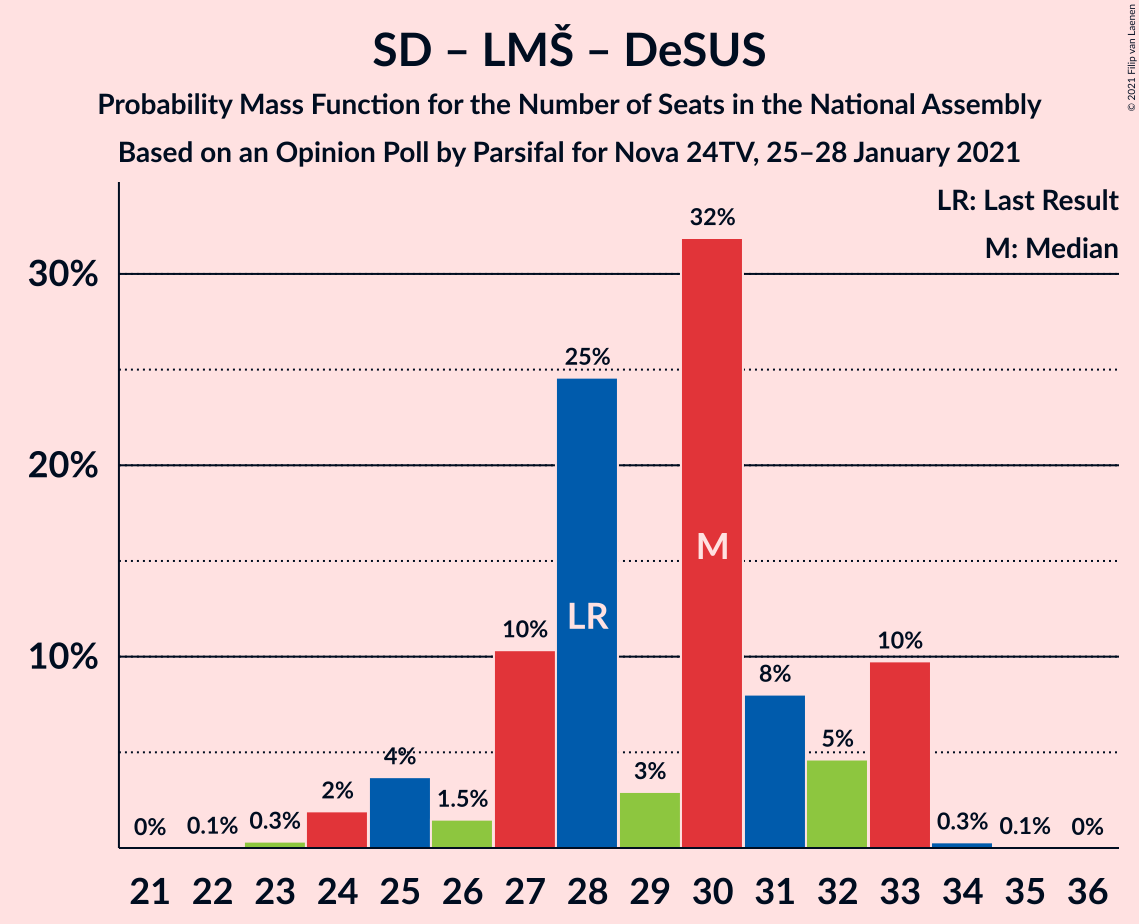 SD – LMŠ – DeSUS
Probability Mass Function for the Number of Seats in the National Assembly
Based on an Opinion Poll by Parsifal for Nova 24TV, 25–28 January 2021
© 2021 Filip van Laenen
LR: Last Result
M: Median
30%
20%
10%
0%
0.1%
0.3%
2%
4%
1.5%
10%
25%
3%
32%
8%
5%
10%
0.3%
0.1%
0%
LR
M
21 22 23 24 25 26 27 28 29 30 31 32 33 34 35 36